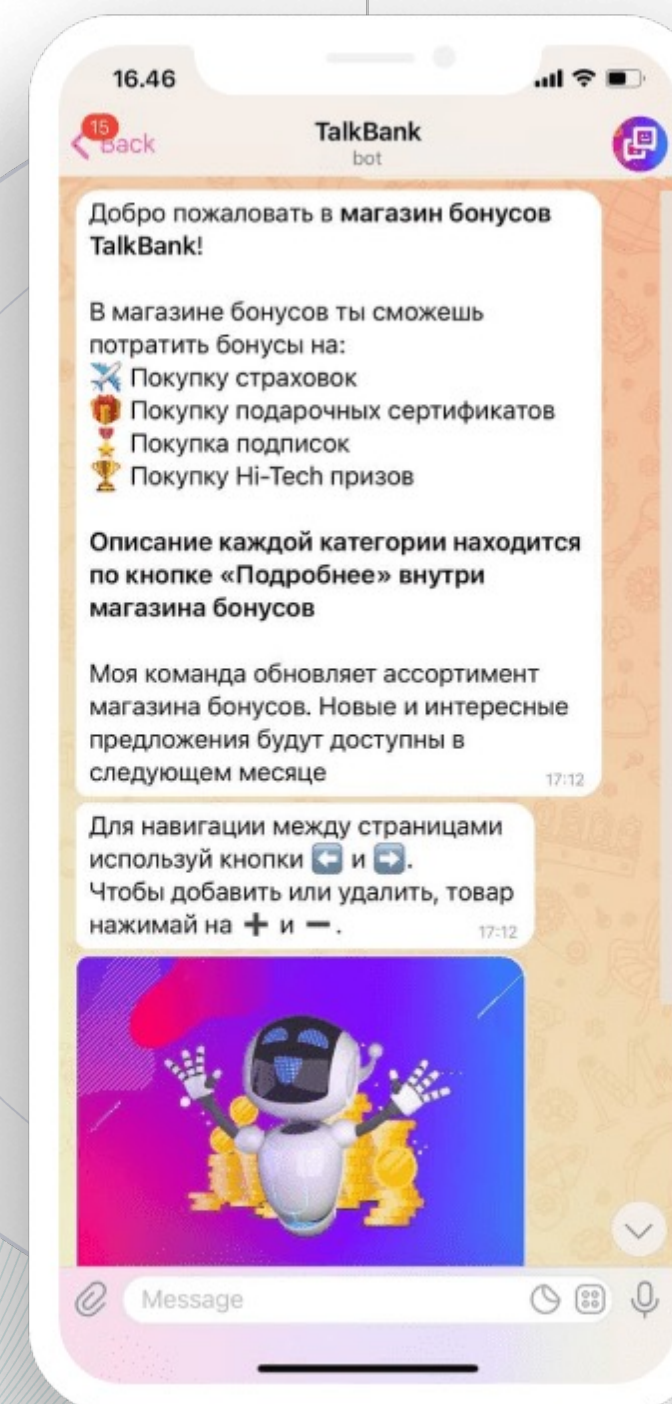 16.46
15
Back
TalkBank
bot
Добро пожаловать в магазин бонусов
TalkBank!
В магазине бонусов ты сможешь
потратить бонусы на:
✈️ Покупку страховок
🎁 Покупку подарочных сертификатов
🎖️ Покупка подписок
🏆 Покупку Hi-Tech призов
Описание каждой категории находится
по кнопке «Подробнее» внутри
магазина бонусов
Моя команда обновляет ассортимент
магазина бонусов. Новые и интересные
предложения будут доступны в
следующем месяце
17:12
Для навигации между страницами
используй кнопки ⬅️ и ➡️.
Чтобы добавить или удалить, товар
нажимай на ➕ и ➖.
17:12
Message